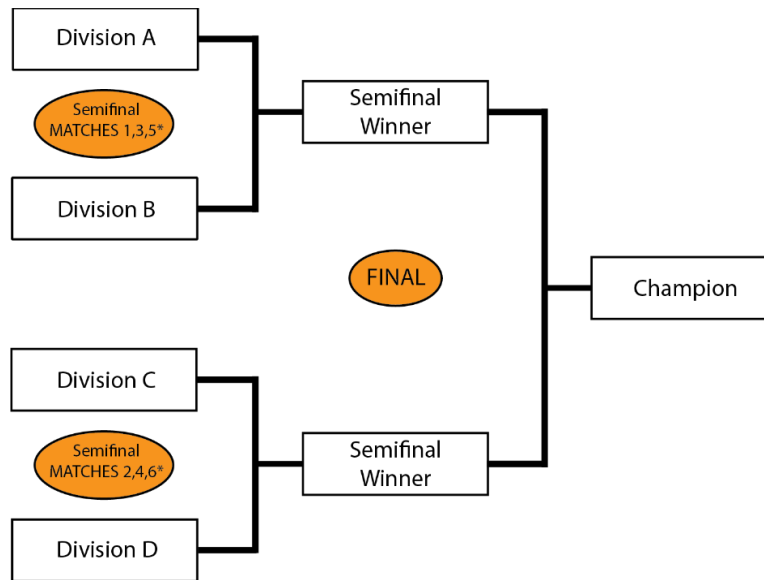 Division A
Semifinal
MATCHES 1,3,5*
Division B
Semifinal
Winner
FINAL
Champion
Division C
Semifinal
MATCHES 2,4,6*
Division D
Semifinal
Winner